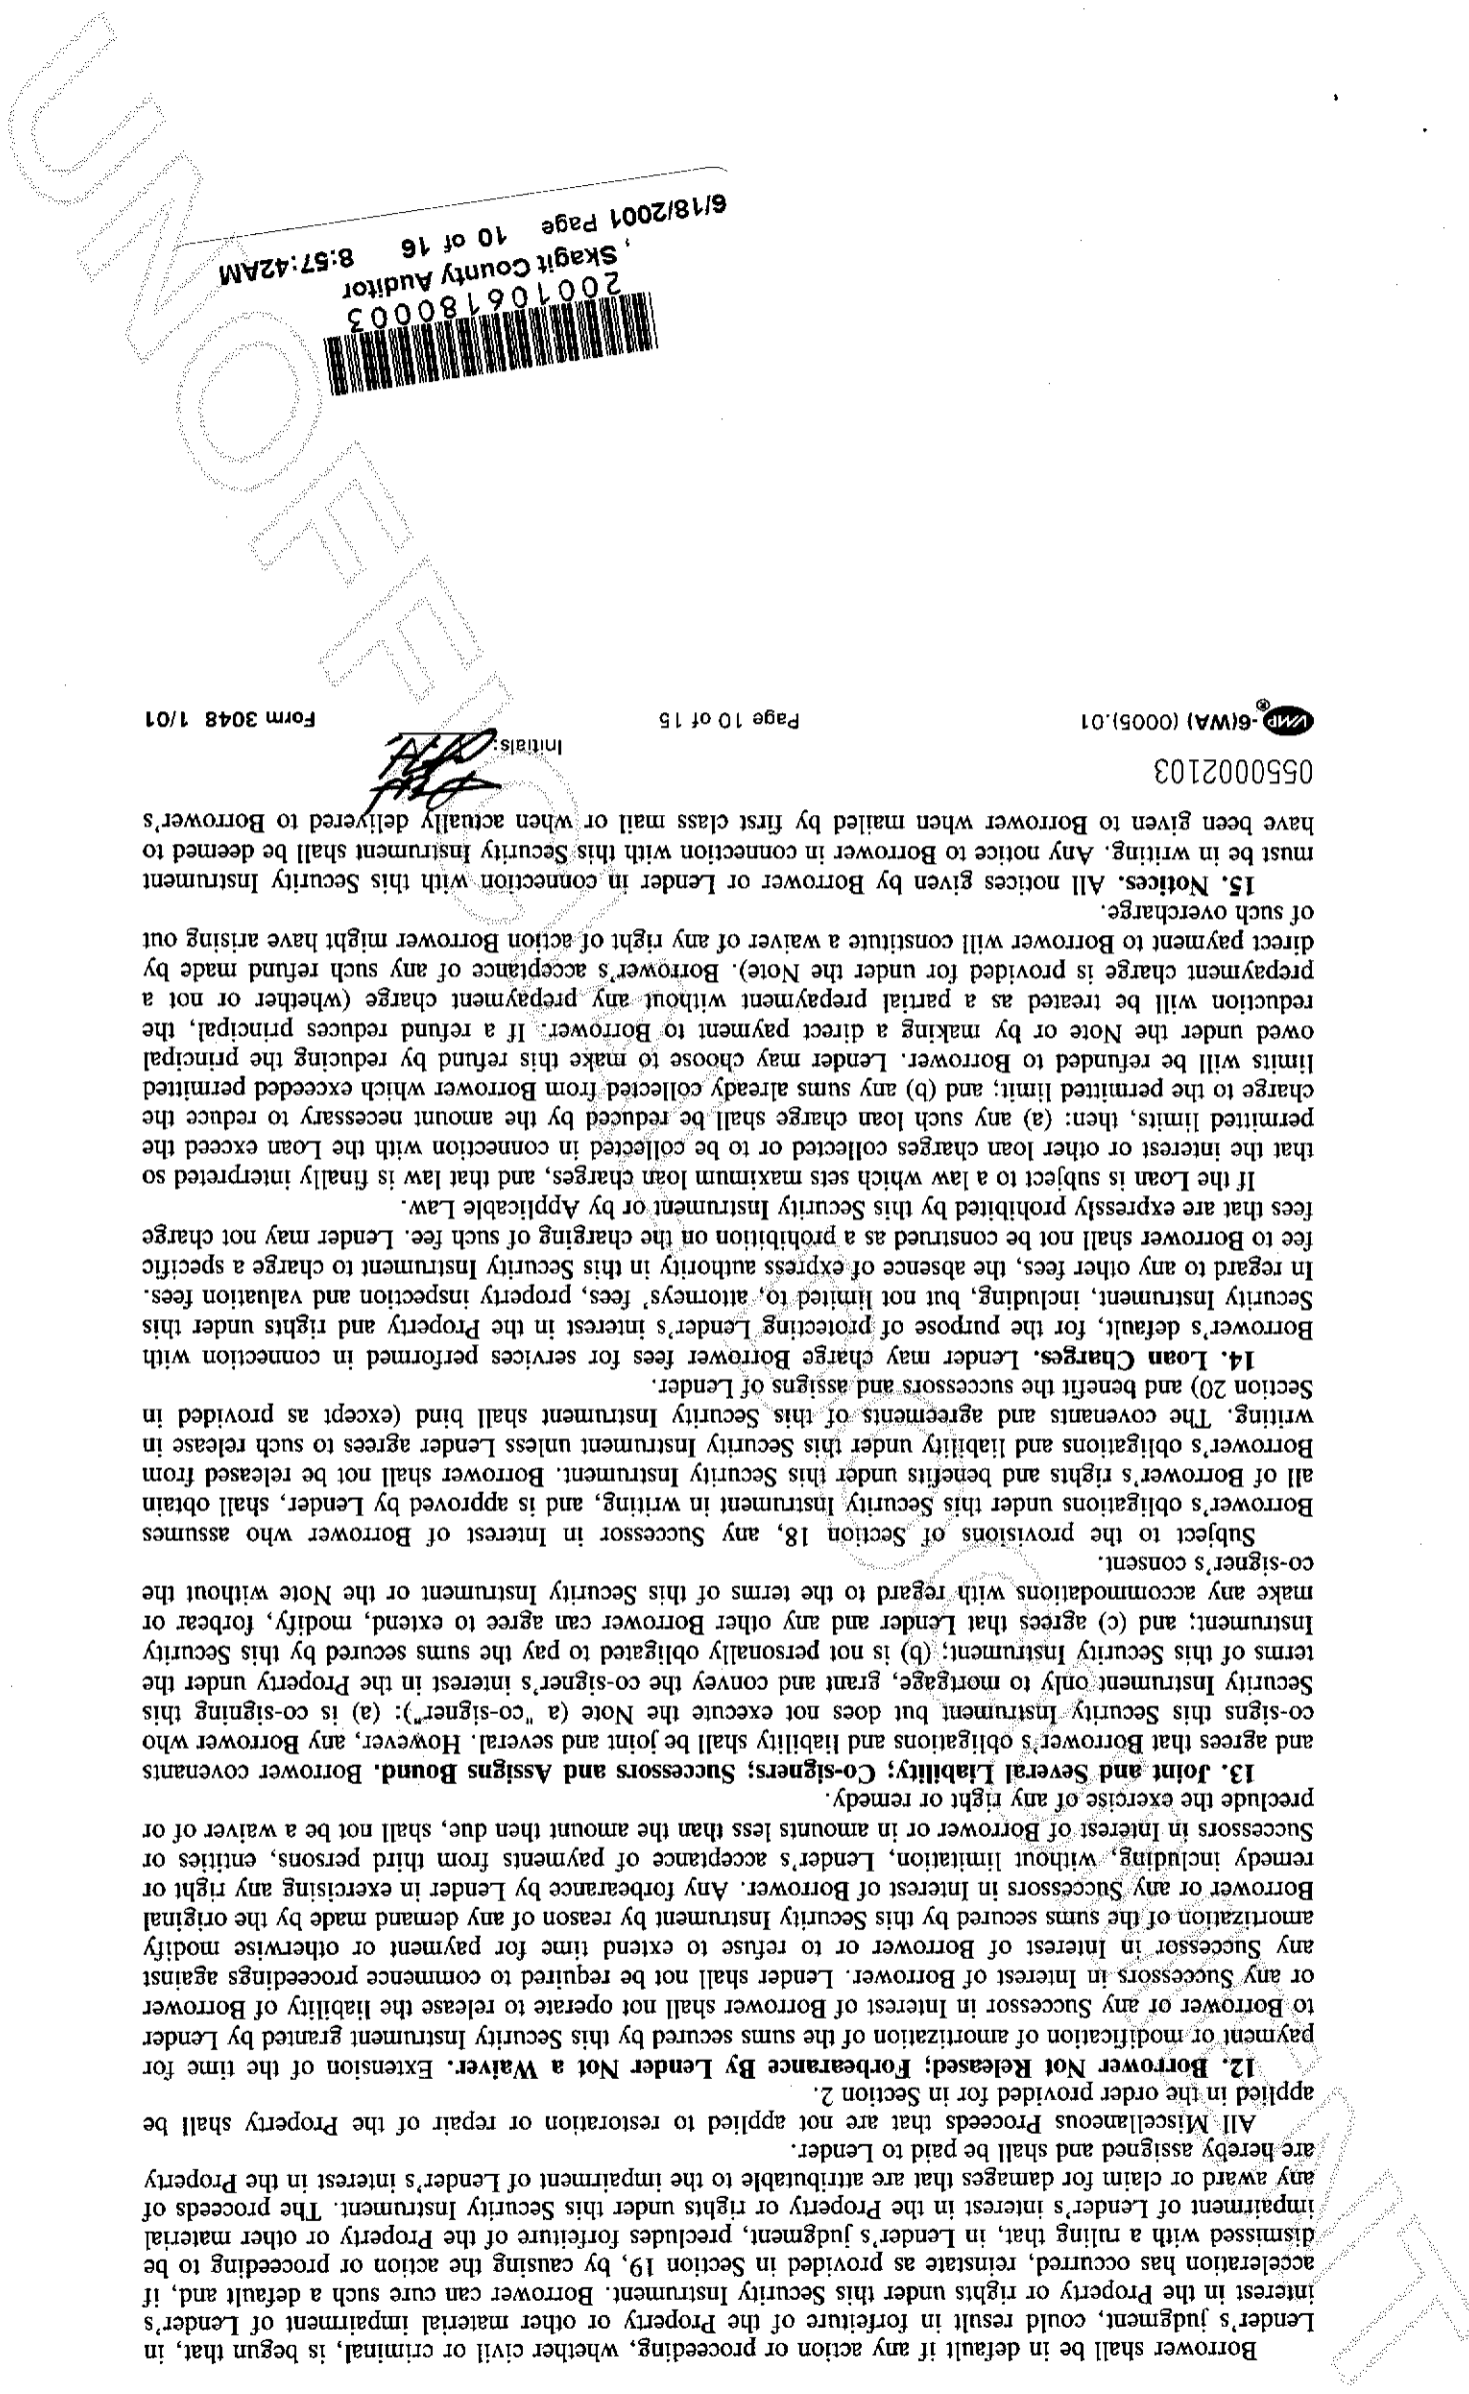 Borrower shall be in default if any action or proceeding, whether civil or criminal, is begun that, in
Lender's judgment, could result in forfeiture of the Property or other material impairment of Lender's
interest in the Property or rights under this Security Instrument. Borrower can cure such a default and, if
acceleration has occurred, reinstate as provided in Section 19, by causing the action or proceeding to be
dismissed with a ruling that, in Lender's judgment, precludes forfeiture of the Property or other material
impairment of Lender's interest in the Property or rights under this Security Instrument. The proceeds of
any award or claim for damages that are attributable to the impairment of Lender's interest in the Property
are hereby assigned and shall be paid to Lender.
All Miscellaneous Proceeds that are not applied to restoration or repair of the Property shall be
applied in the order provided for in Section 2.
12. Borrower Not Released; Forbearance By Lender Not a Waiver. Extension of the time for
payment or modification of amortization of the sums secured by this Security Instrument granted by Lender
to Borrower or any Successor in Interest of Borrower shall not operate to release the liability of Borrower
or any Successors in Interest of Borrower. Lender shall not be required to commence proceedings against
any Successor in Interest of Borrower or to refuse to extend time for payment or otherwise modify
amortization of the sums secured by this Security Instrument by reason of any demand made by the original
Borrower or any Successors in Interest of Borrower. Any forbearance by Lender in exercising any right or
remedy including, without limitation, Lender's acceptance of payments from third persons, entities or
Successors in Interest of Borrower or in amounts less than the amount then due, shall not be a waiver of or
preclude the exercise of any right or remedy.
13. Joint and Several Liability; Co-signers; Successors and Assigns Bound. Borrower covenants
and agrees that Borrower's obligations and liability shall be joint and several. However, any Borrower who
co-signs this Security Instrument but does not execute the Note (a "co-signer"): (a) is co-signing this
Security Instrument only to mortgage, grant and convey the co-signer's interest in the Property under the
terms of this Security Instrument; (b) is not personally obligated to pay the sums secured by this Security
Instrument; and (c) agrees that Lender and any other Borrower can agree to extend, modify, forbear or
make any accommodations with regard to the terms of this Security Instrument or the Note without the
co-signer's consent.
Subject to the provisions of Section 18, any Successor in Interest of Borrower who assumes
Borrower's obligations under this Security Instrument in writing, and is approved by Lender, shall obtain
all of Borrower's rights and benefits under this Security Instrument. Borrower shall not be released from
Borrower's obligations and liability under this Security Instrument unless Lender agrees to such release in
writing. The covenants and agreements of this Security Instrument shall bind (except as provided in
Section 20) and benefit the successors and assigns of Lender.
14. Loan Charges. Lender may charge Borrower fees for services performed in connection with
Borrower's default, for the purpose of protecting Lender's interest in the Property and rights under this
Security Instrument, including, but not limited to, attorneys' fees, property inspection and valuation fees.
In regard to any other fees, the absence of express authority in this Security Instrument to charge a specific
fee to Borrower shall not be construed as a prohibition on the charging of such fee. Lender may not charge
fees that are expressly prohibited by this Security Instrument or by Applicable Law.
If the Loan is subject to a law which sets maximum loan charges, and that law is finally interpreted so
that the interest or other loan charges collected or to be collected in connection with the Loan exceed the
permitted limits, then: (a) any such loan charge shall be reduced by the amount necessary to reduce the
charge to the permitted limit; and (b) any sums already collected from Borrower which exceeded permitted
limits will be refunded to Borrower. Lender may choose to make this refund by reducing the principal
owed under the Note or by making a direct payment to Borrower. If a refund reduces principal, the
reduction will be treated as a partial prepayment without any prepayment charge (whether or not a
prepayment charge is provided for under the Note). Borrower's acceptance of any such refund made by
direct payment to Borrower will constitute a waiver of any right of action Borrower might have arising out
of such overcharge.
15. Notices. All notices given by Borrower or Lender in connection with this Security Instrument
must be in writing. Any notice to Borrower in connection with this Security Instrument shall be deemed to
have been given to Borrower when mailed by first class mail or when actually delivered to Borrower's
0550002103
Initials:
VMP®-6(WA) (0005).01 Page 10 of 15 Form 3048 1/01
200106180003
, Skagit County Auditor
6/18/2001 Page 10 of 16 8:57:42AM
UNOFFICIAL DOCUMENT